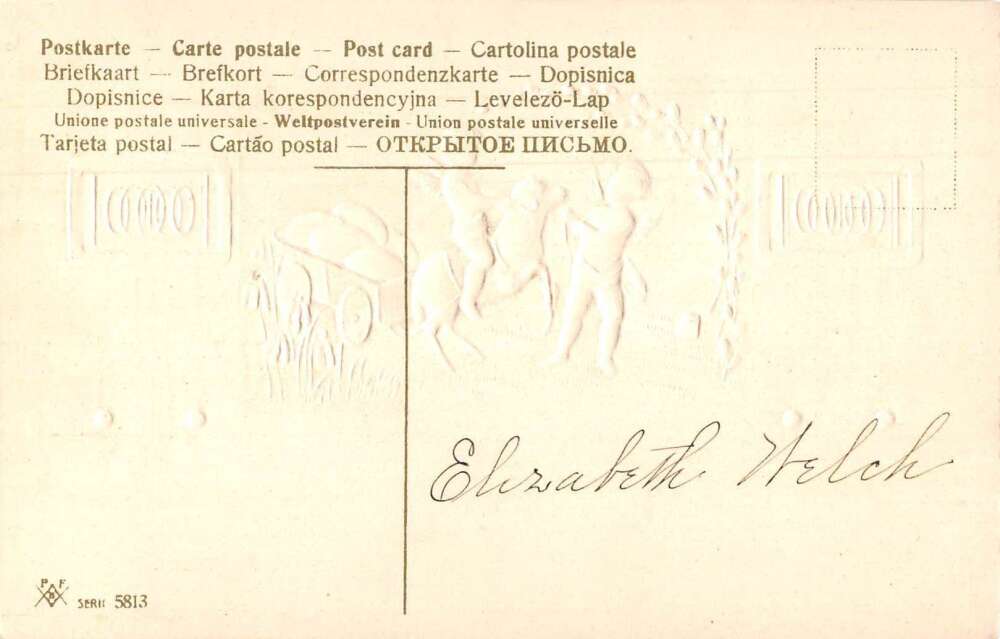 Postkarte — Carte postale — Post card — Cartolina postale
Briefkaart — Brefkort — Correspondenzkarte — Dopisnica
Dopisnice — Karta korespondencyjna — Levelezö-Lap
Unione postale universale - Weltpostverein - Union postale universelle
Tarjeta postal — Cartão postal — ОТКРЫТОЕ ПИСЬМО.
Elizabeth Welch
P F
B
SERIE 5813